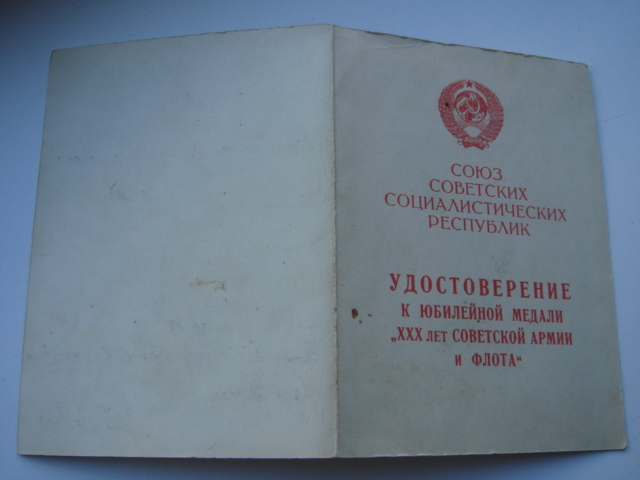 СОЮЗ
СОВЕТСКИХ
СОЦИАЛИСТИЧЕСКИХ
РЕСПУБЛИК
УДОСТОВЕРЕНИЕ
К ЮБИЛЕЙНОЙ МЕДАЛИ
„XXX ЛЕТ СОВЕТСКОЙ АРМИИ
И ФЛОТА“